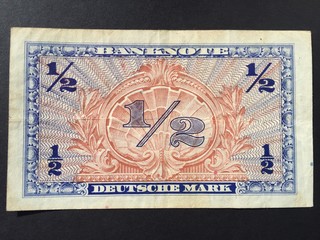 BANKNOTE
1/2 1/2
1/2
1/2 1/2
DEUTSCHE MARK